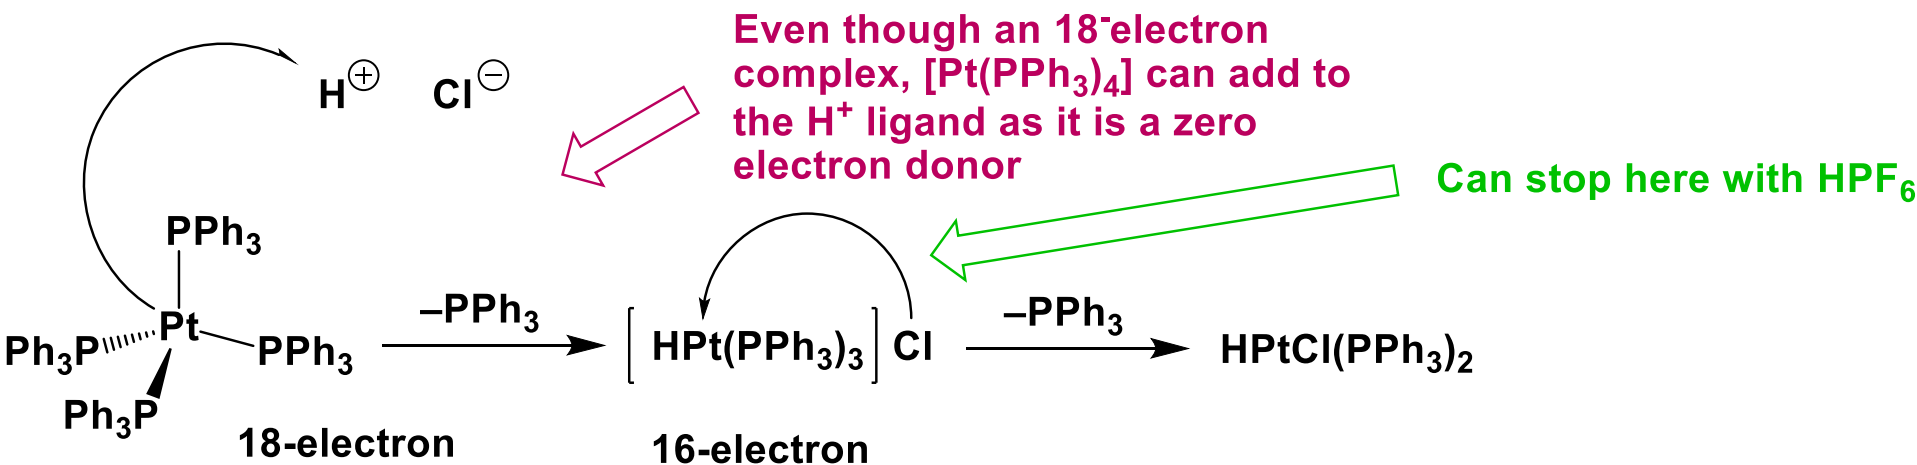 H⊕ Cl⊖
Even though an 18-electron
complex, [Pt(PPh3)4] can add to
the H+ ligand as it is a zero
electron donor
Can stop here with HPF6
PPh3
Pt
Ph3P
PPh3
Ph3P
18-electron
–PPh3
[HPt(PPh3)3]Cl
16-electron
–PPh3
HPtCl(PPh3)2